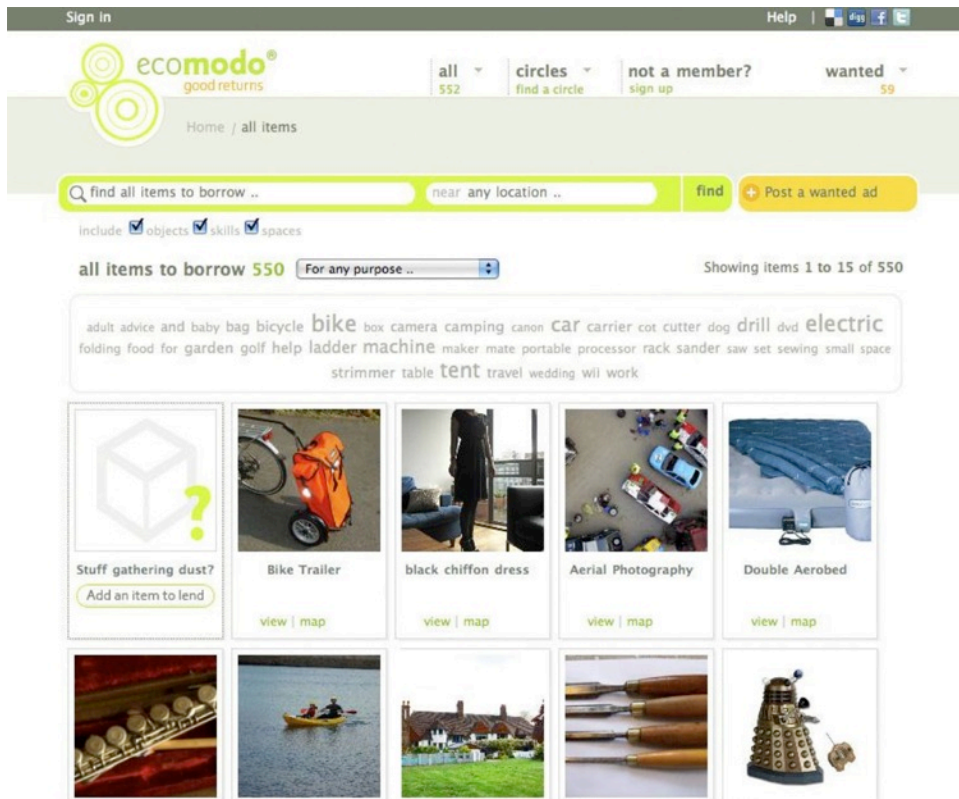 Sign in
Help |
ecomodo®
good returns
all
552
circles
find a circle
not a member?
sign up
wanted
59
Home / all items
find all items to borrow ..
near any location ..
find
Post a wanted ad
include objects skills spaces
all items to borrow 550
For any purpose ..
Showing items 1 to 15 of 550
adult advice and baby bag bicycle bike box camera camping canon car carrier cot cutter dog drill dvd electric
folding food for garden golf help ladder machine maker mate portable processor rack sander saw set sewing small space
strimmer table tent travel wedding wii work
?
Stuff gathering dust?
Add an item to lend
Bike Trailer
view | map
black chiffon dress
view | map
Aerial Photography
view | map
Double Aerobed
view | map